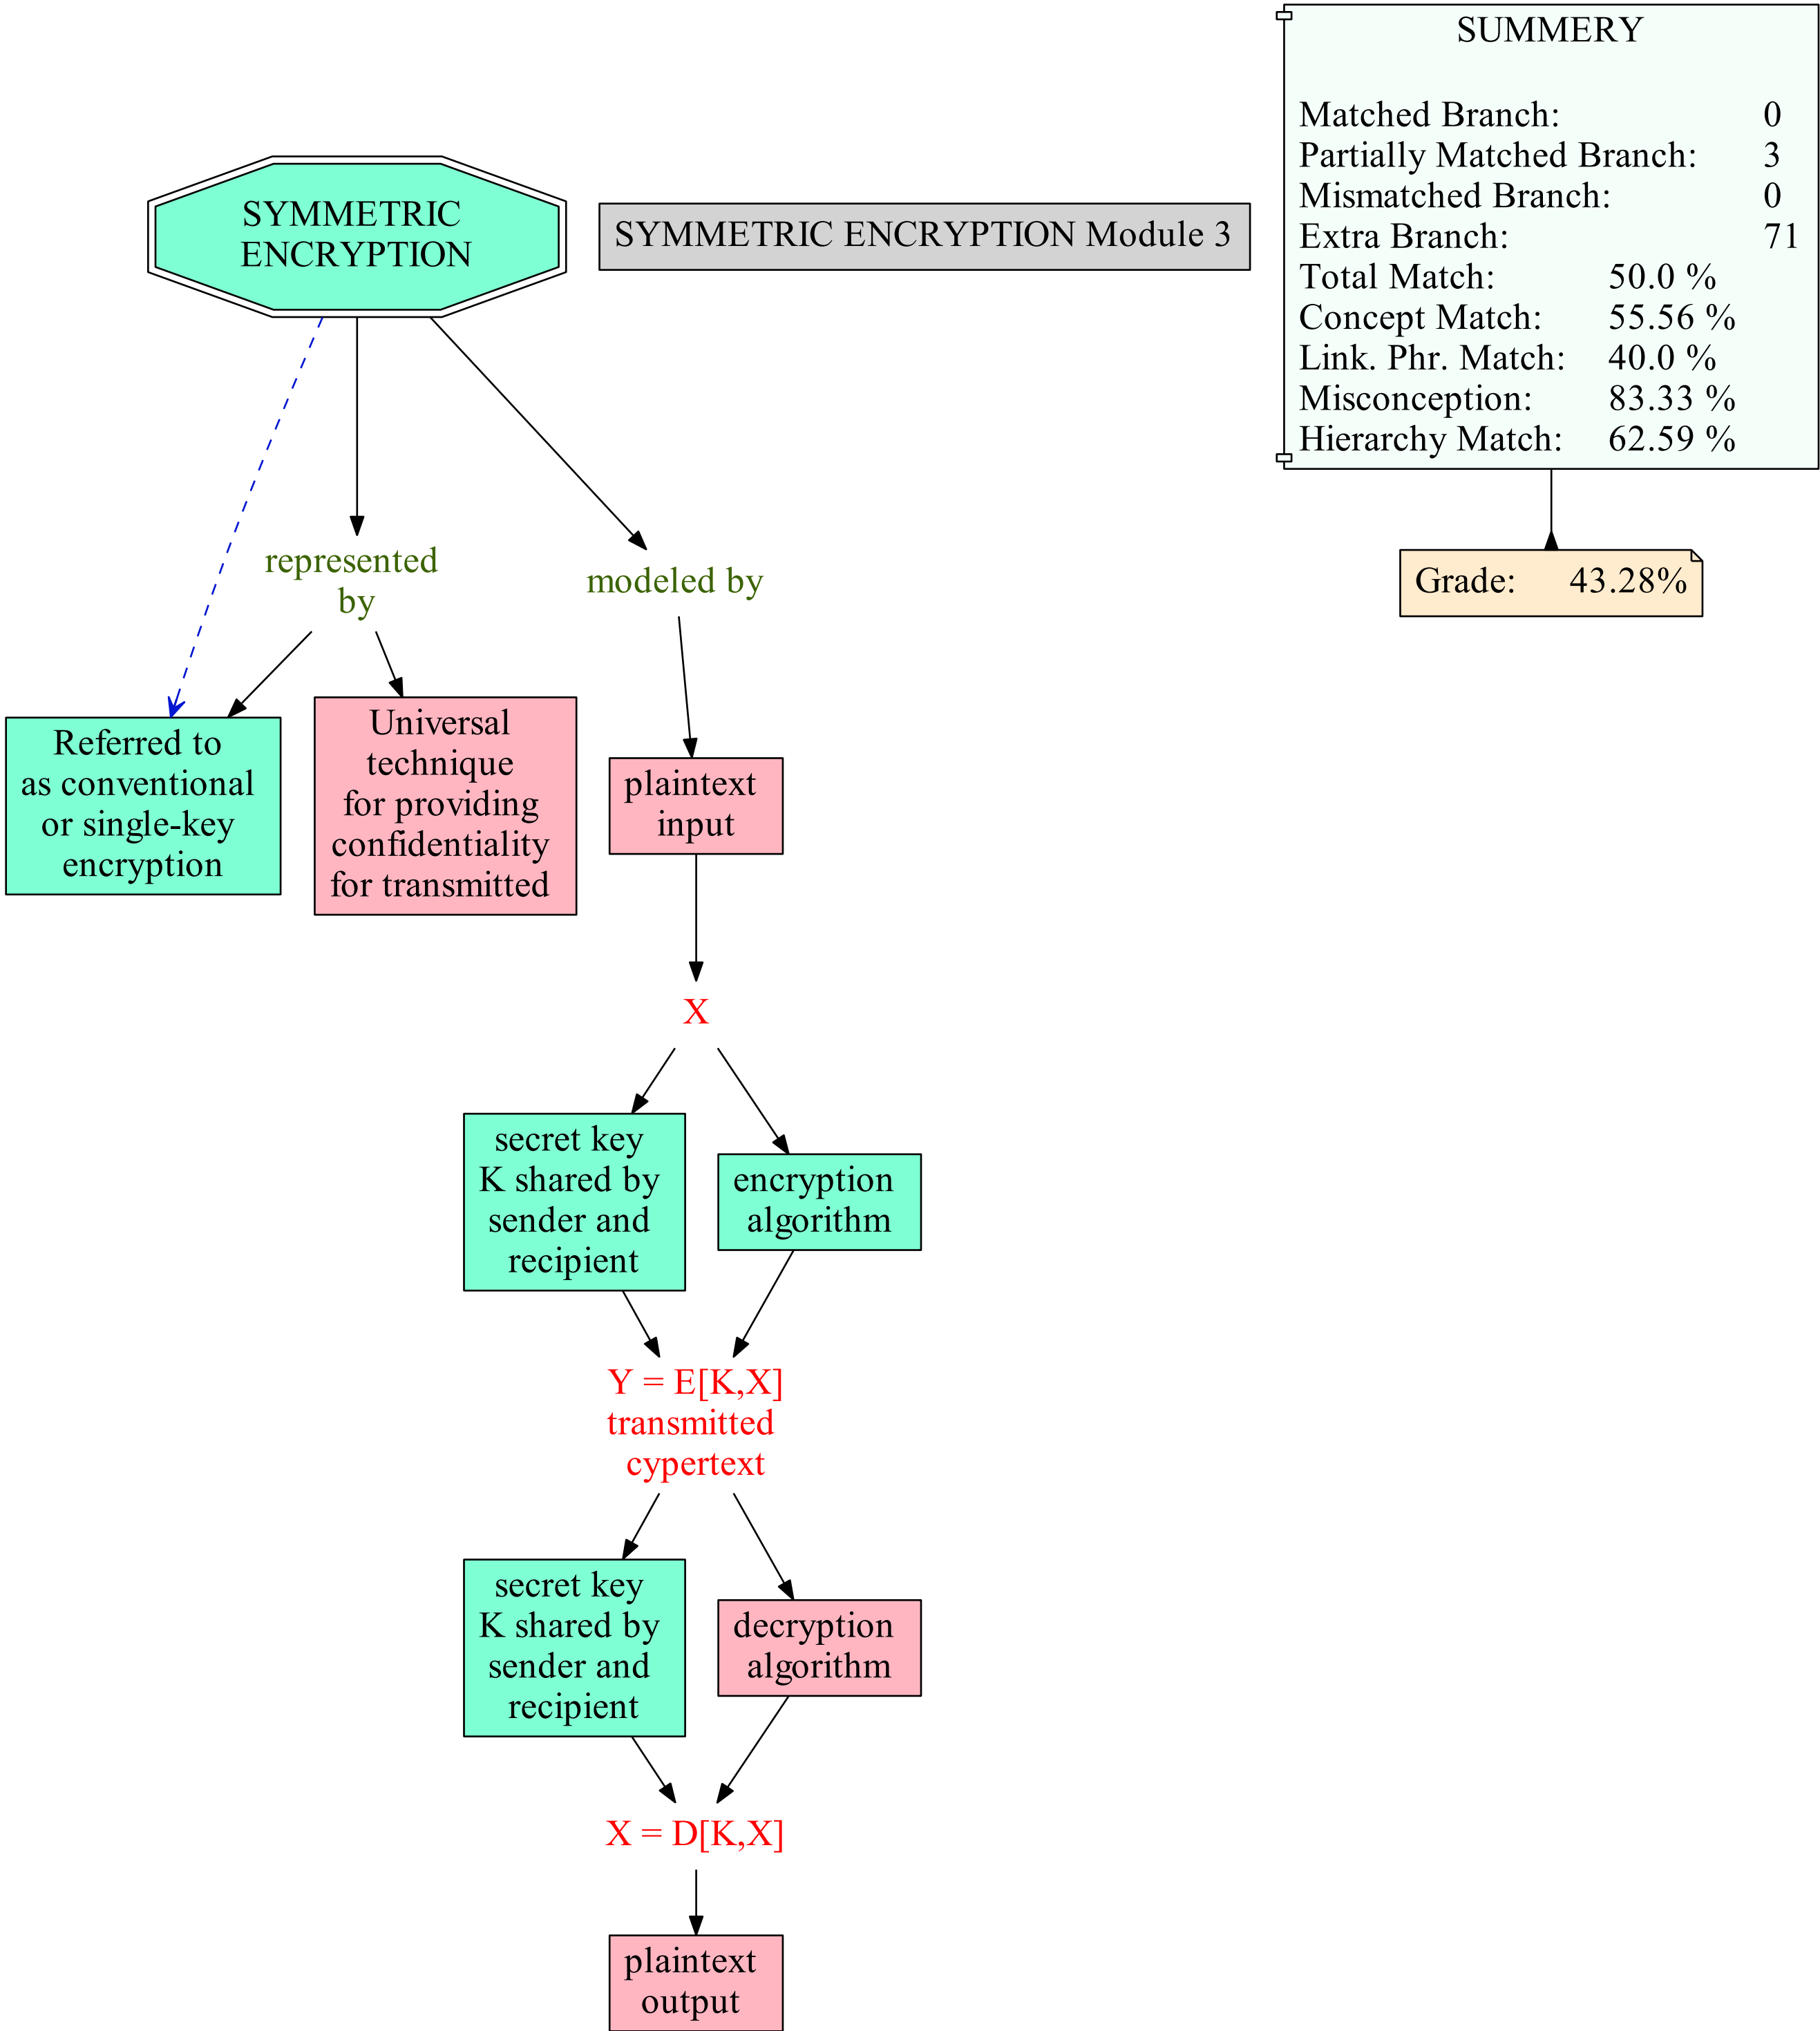 SUMMERY
Matched Branch: 0
Partially Matched Branch: 3
Mismatched Branch: 0
Extra Branch: 71
Total Match: 50.0 %
Concept Match: 55.56 %
Link. Phr. Match: 40.0 %
Misconception: 83.33 %
Hierarchy Match: 62.59 %
Grade: 43.28%
SYMMETRIC
ENCRYPTION
SYMMETRIC ENCRYPTION Module 3
represented
by
modeled by
Referred to
as conventional
or single-key
encryption
Universal
technique
for providing
confidentiality
for transmitted
plaintext
input
X
secret key
K shared by
sender and
recipient
encryption
algorithm
Y = E[K,X]
transmitted
cypertext
secret key
K shared by
sender and
recipient
decryption
algorithm
X = D[K,X]
plaintext
output